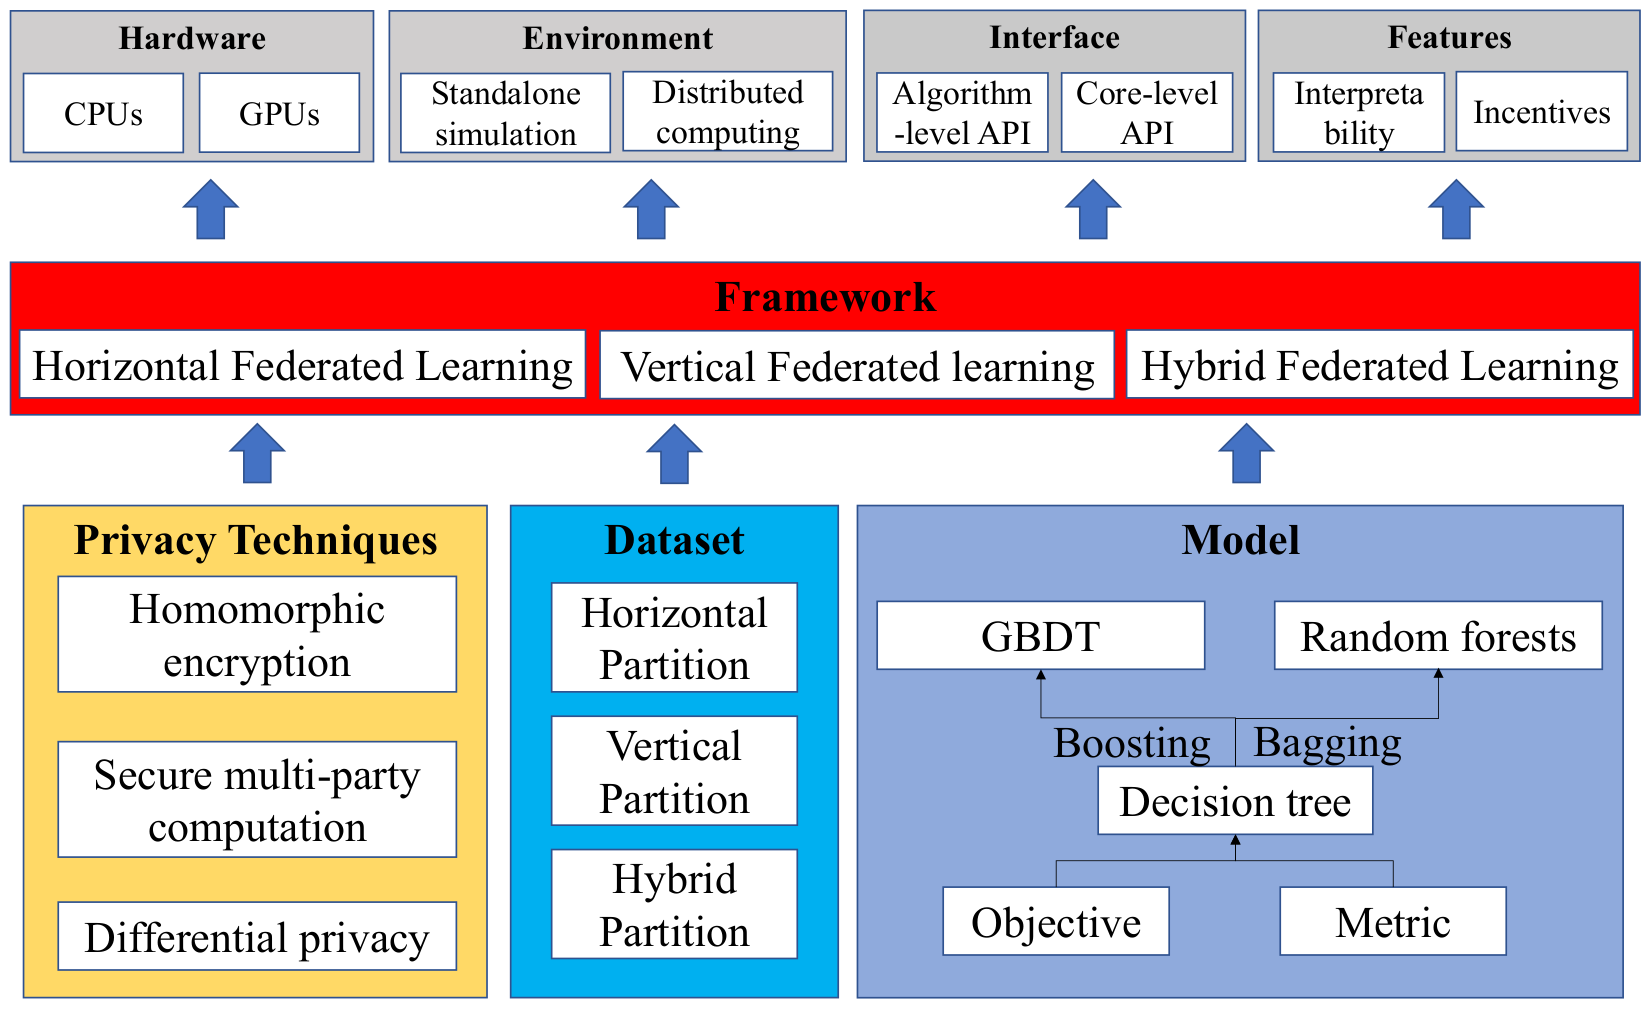 Hardware
CPUs
GPUs
Environment
Standalone
simulation
Distributed
computing
Interface
Algorithm
-level API
Core-level
API
Features
Interpreta
bility
Incentives
Framework
Horizontal Federated Learning
Vertical Federated learning
Hybrid Federated Learning
Privacy Techniques
Homomorphic
encryption
Secure multi-party
computation
Differential privacy
Dataset
Horizontal
Partition
Vertical
Partition
Hybrid
Partition
Model
GBDT
Random forests
Boosting
Bagging
Decision tree
Objective
Metric